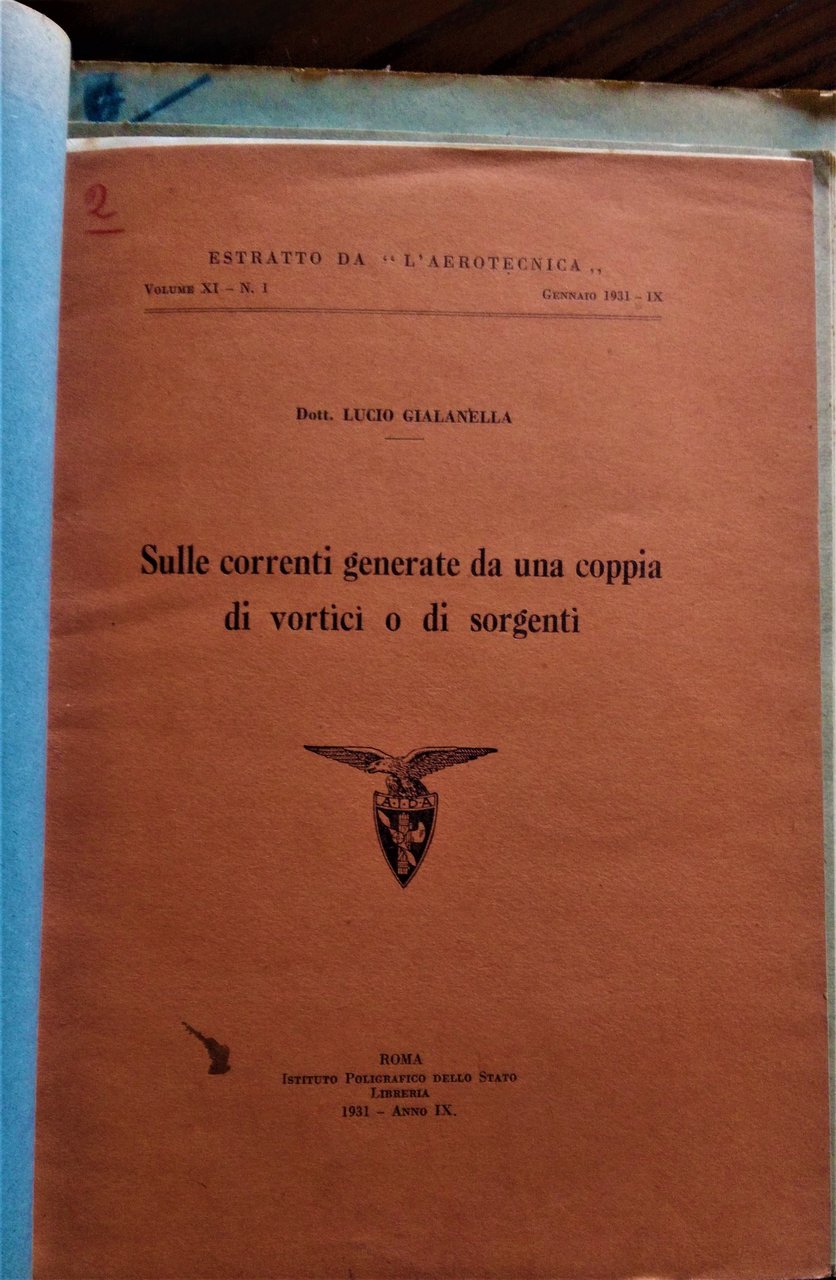 2
ESTRATTO DA “ L'AEROTECNICA „
VOLUME XI – N. 1
GENNAIO 1931 – IX
Dott. LUCIO GIALANELLA
Sulle correnti generate da una coppia
di vortici o di sorgenti
A·I·D·A
ROMA
ISTITUTO POLIGRAFICO DELLO STATO
LIBRERIA
1931 – ANNO IX.